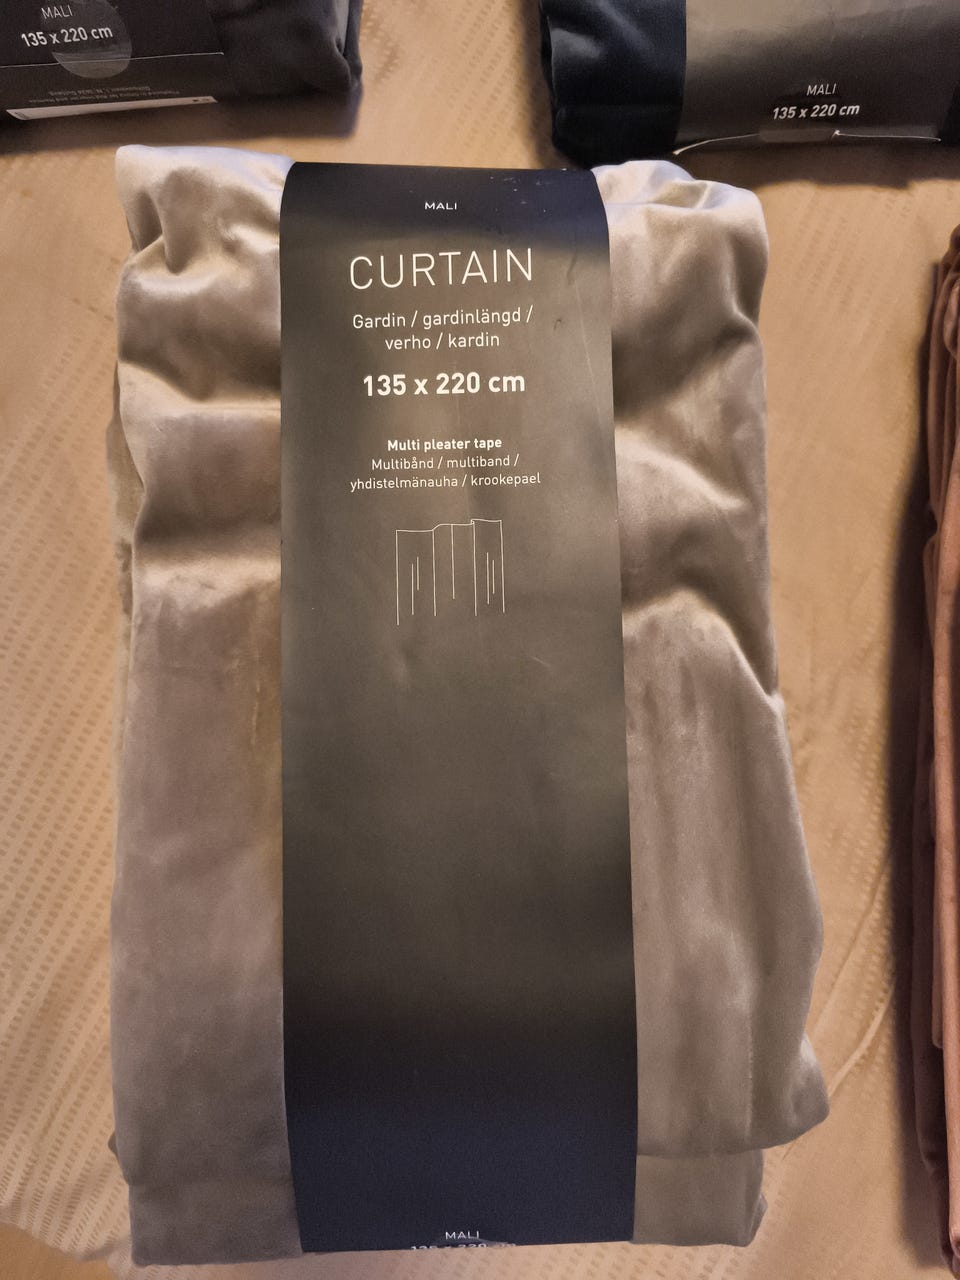 MALI
135 x 220 cm
MALI
135 x 220 cm
MALI
CURTAIN
Gardin / gardinlängd /
verho / kardin
135 x 220 cm
Multi pleater tape
Multibånd / multiband /
yhdistelmänauha / krookepael
MALI